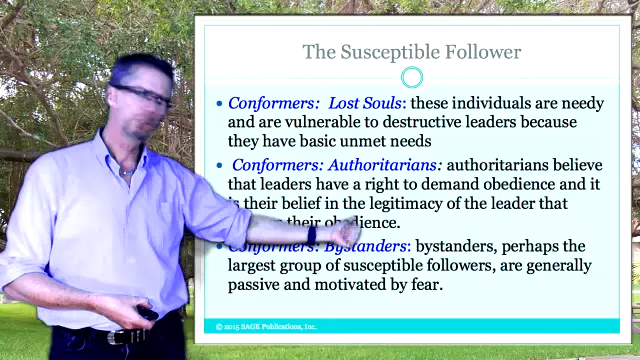 The Susceptible Follower
• Conformers: Lost Souls: these individuals are needy
and are vulnerable to destructive leaders because
they have basic unmet needs
• Conformers: Authoritarians: authoritarians believe
that leaders have a right to demand obedience and it
is their belief in the legitimacy of the leader that
their obedience.
• Conformers: Bystanders: bystanders, perhaps the
largest group of susceptible followers, are generally
passive and motivated by fear.
© 2015 SAGE Publications, Inc.